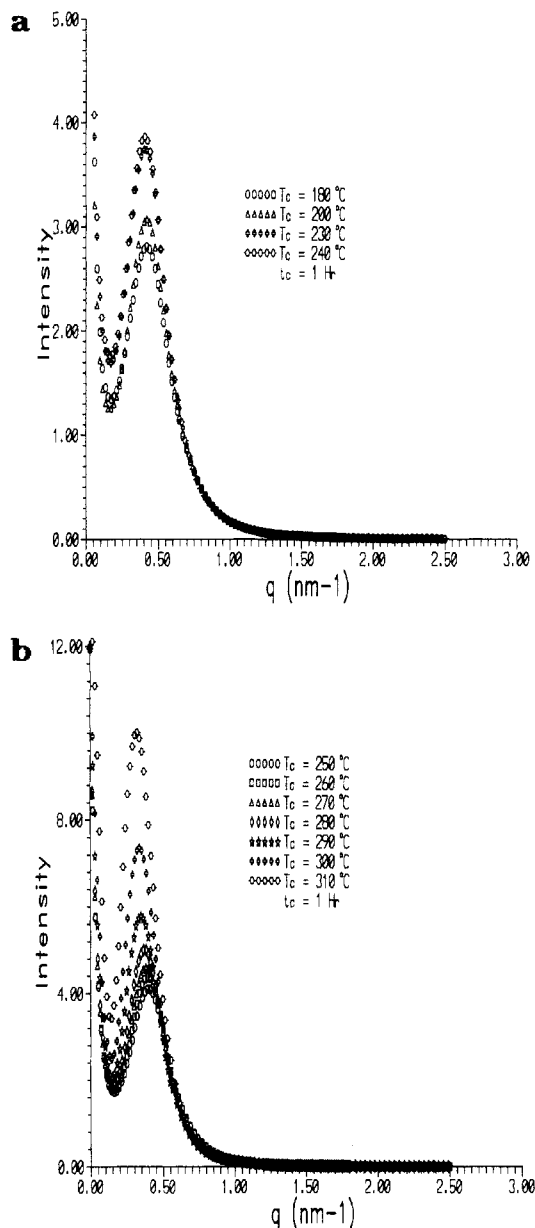 a
5.00
4.00
3.00
2.00
1.00
0.00
Intensity
Tc = 180 °C
Tc = 200 °C
Tc = 230 °C
Tc = 240 °C
tc = 1 Hr
0.00 0.50 1.00 1.50 2.00 2.50 3.00
q (nm-1)
b
12.00
8.00
4.00
0.00
Intensity
Tc = 250 °C
Tc = 260 °C
Tc = 270 °C
Tc = 280 °C
Tc = 290 °C
Tc = 300 °C
Tc = 310 °C
tc = 1 Hr
0.00 0.50 1.00 1.50 2.00 2.50 3.00
q (nm-1)